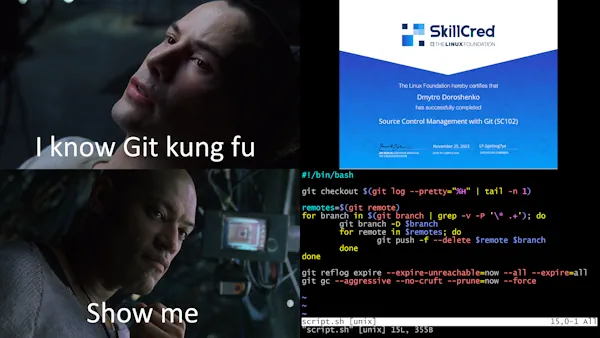 I know Git kung fu
SkillCred
THE LINUX FOUNDATION
The Linux Foundation hereby certifies that
Dmytro Doroshenko
has successfully completed
Source Control Management with Git (SC102)
November 25, 2023
Show me
#!/bin/bash
git checkout $(git log --pretty="%H" | tail -n 1)
remotes=$(git remote)
for branch in $(git branch | grep -v -P '\* .+'); do
git branch -D $branch
for remote in $remotes; do
git push -f --delete $remote $branch
done
done
git reflog expire --expire-unreachable=now --all --expire=all
git gc --aggressive --no-cruft --prune=now --force
~
~
~
script.sh [unix] 15,0-1 All
"script.sh" [unix] 15L, 355B